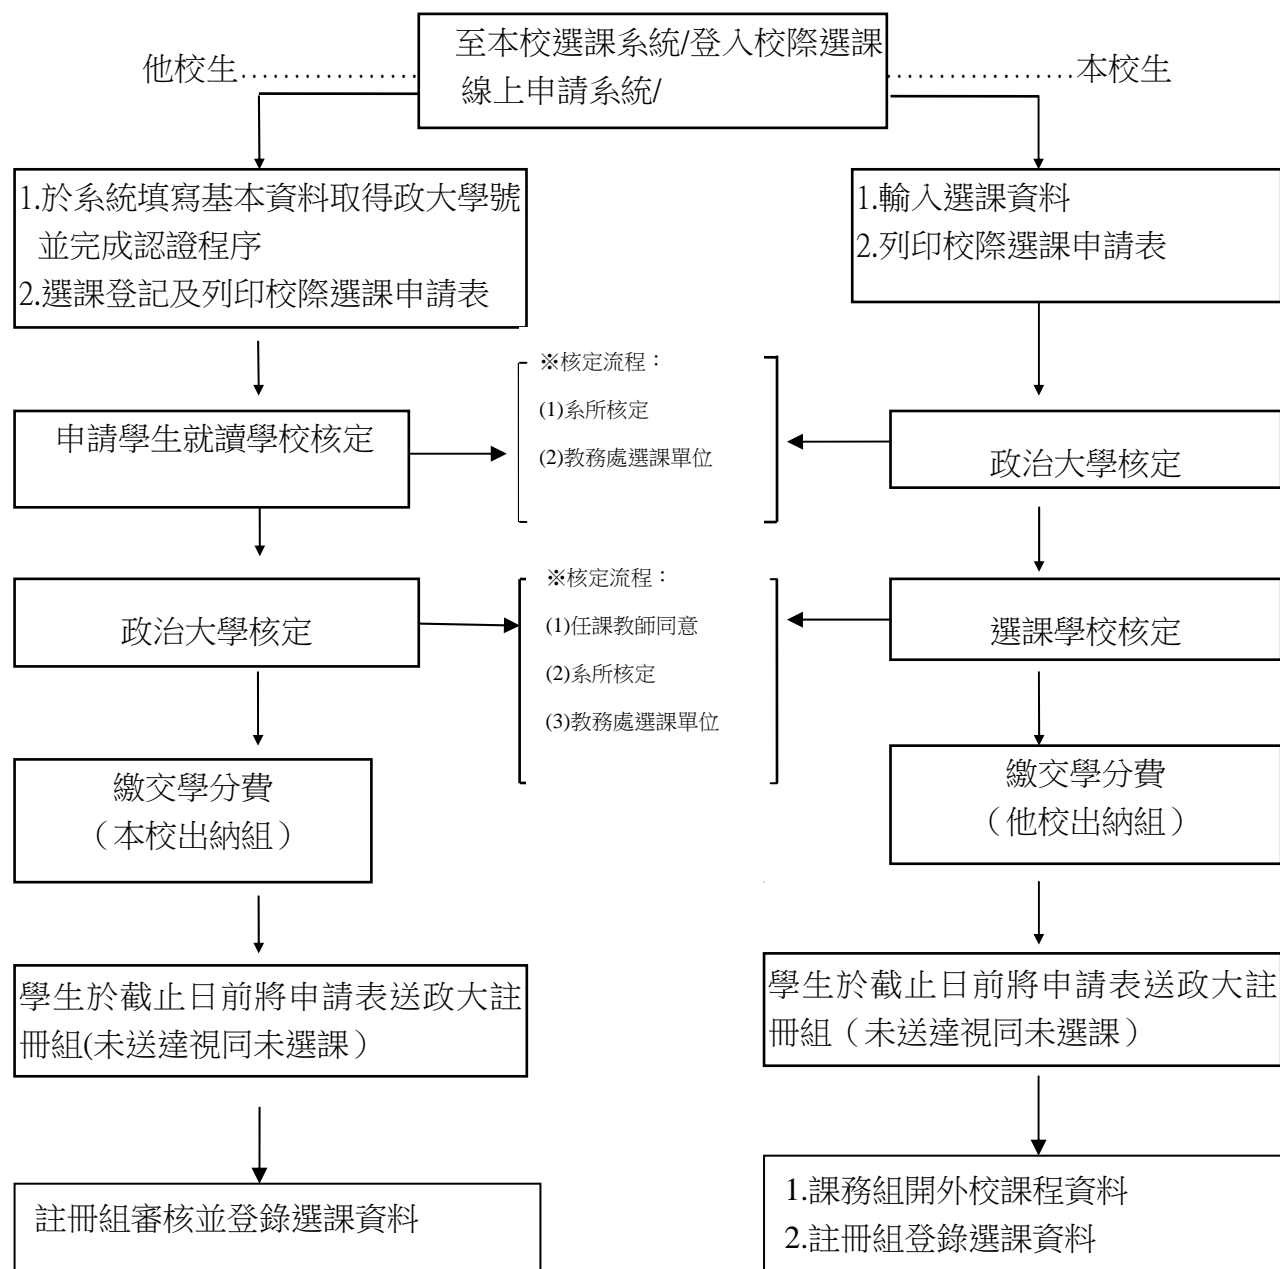 至本校選課系統/登入校際選課
線上申請系統/
他校生..................
..................本校生
1.於系統填寫基本資料取得政大學號
並完成認證程序
2.選課登記及列印校際選課申請表
1.輸入選課資料
2.列印校際選課申請表
※核定流程：
(1)系所核定
(2)教務處選課單位
申請學生就讀學校核定
政治大學核定
※核定流程：
(1)任課教師同意
(2)系所核定
(3)教務處選課單位
政治大學核定
選課學校核定
繳交學分費
（本校出納組）
繳交學分費
（他校出納組）
學生於截止日前將申請表送政大註
冊組(未送達視同未選課）
學生於截止日前將申請表送政大註
冊組（未送達視同未選課）
註冊組審核並登錄選課資料
1.課務組開外校課程資料
2.註冊組登錄選課資料